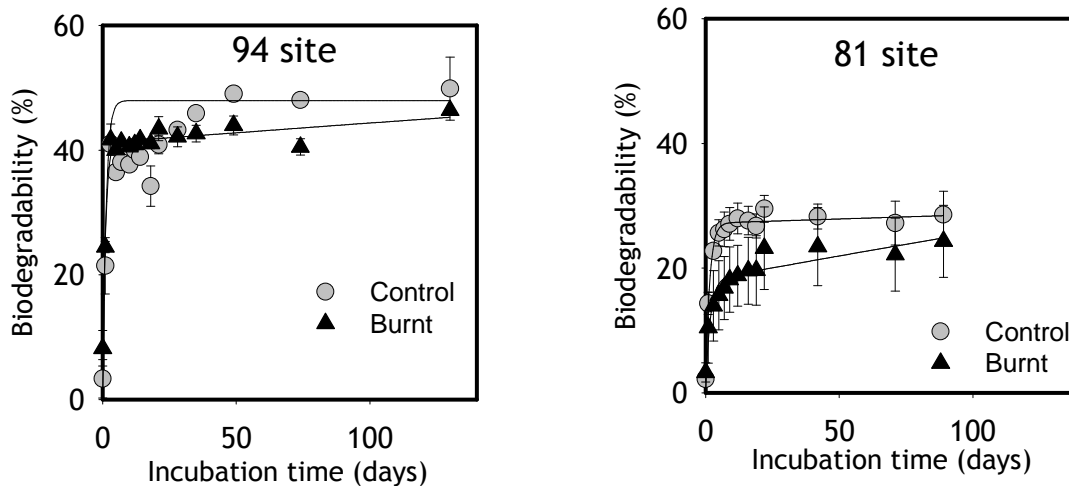 94 site
Biodegradability (%)
60
40
20
0
Control
Burnt
0 50 100
Incubation time (days)
81 site
Biodegradability (%)
60
40
20
0
Control
Burnt
0 50 100
Incubation time (days)